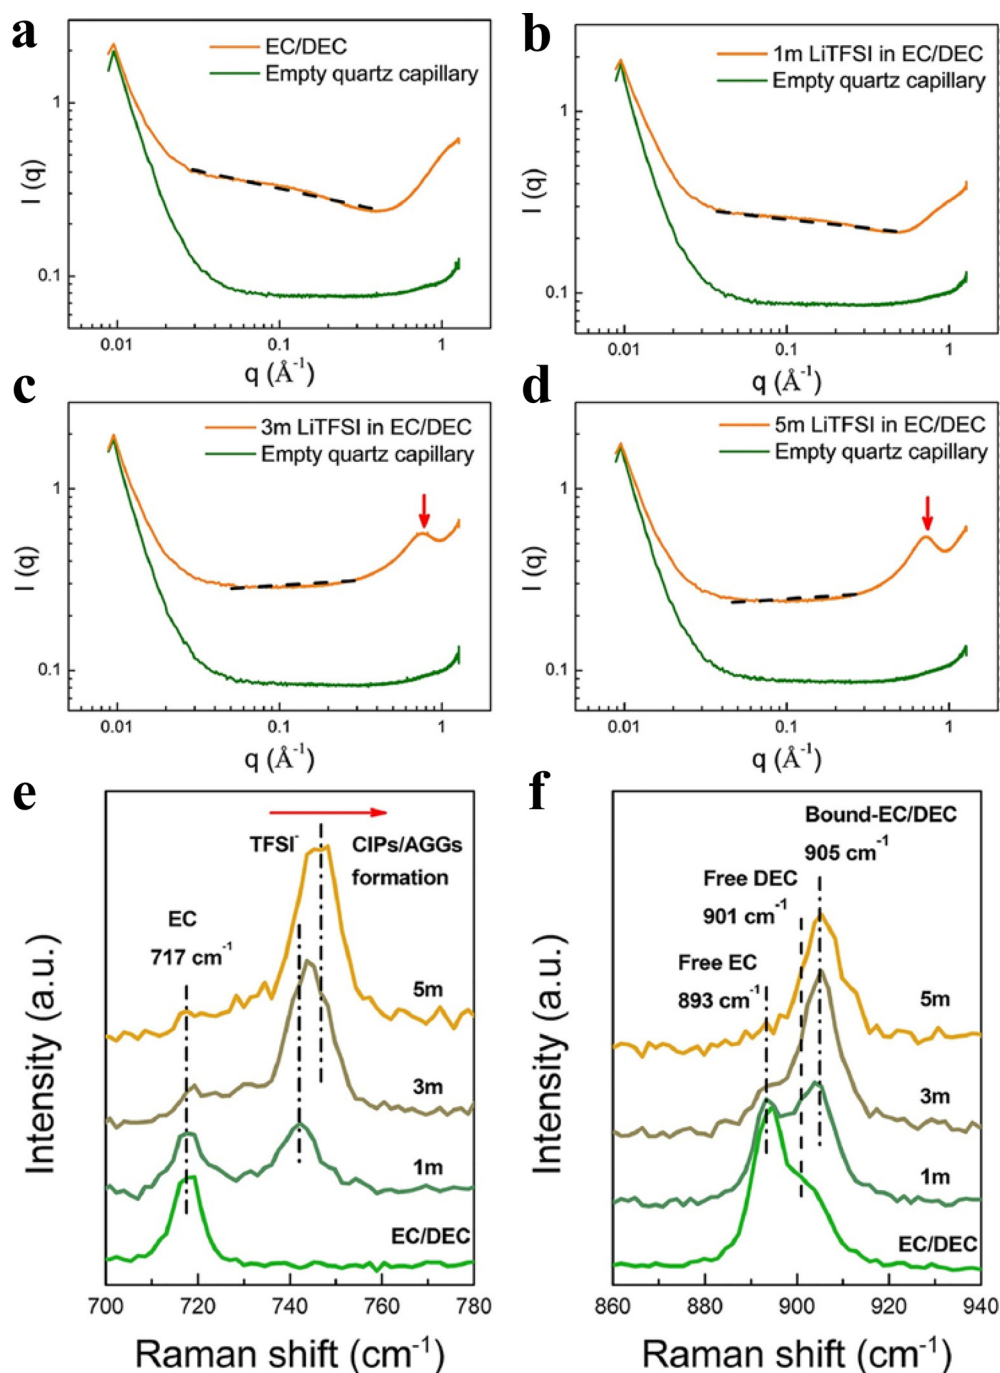 a
EC/DEC
Empty quartz capillary
1
0.1
I (q)
0.01
0.1
1
q (Å⁻¹)
b
1m LiTFSI in EC/DEC
Empty quartz capillary
1
0.1
I (q)
0.01
0.1
1
q (Å⁻¹)
c
3m LiTFSI in EC/DEC
Empty quartz capillary
1
0.1
I (q)
0.01
0.1
1
q (Å⁻¹)
d
5m LiTFSI in EC/DEC
Empty quartz capillary
1
0.1
I (q)
0.01
0.1
1
q (Å⁻¹)
e
TFSI⁻
CIPs/AGGs
formation
EC
717 cm⁻¹
5m
3m
1m
EC/DEC
Intensity (a.u.)
700
720
740
760
780
Raman shift (cm⁻¹)
f
Bound-EC/DEC
905 cm⁻¹
Free DEC
901 cm⁻¹
Free EC
893 cm⁻¹
5m
3m
1m
EC/DEC
Intensity (a.u.)
860
880
900
920
940
Raman shift (cm⁻¹)